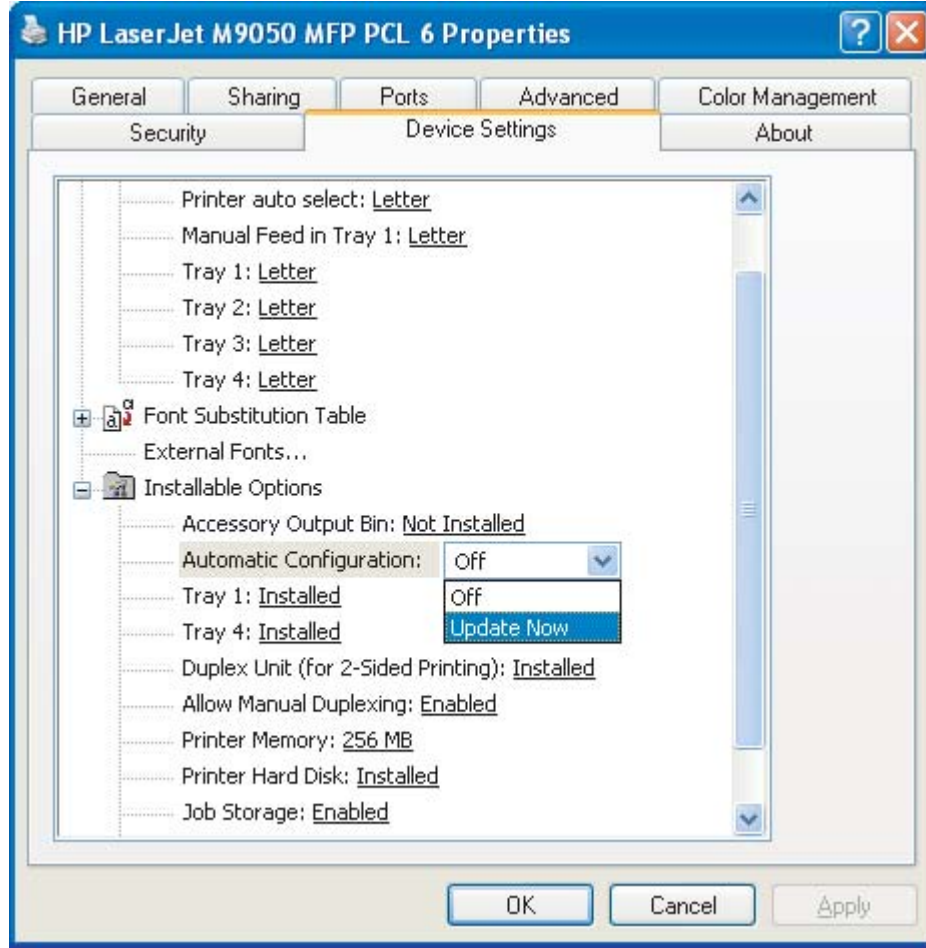 HP LaserJet M9050 MFP PCL 6 Properties
General Sharing Ports Advanced Color Management
Security Device Settings About
Printer auto select: Letter
Manual Feed in Tray 1: Letter
Tray 1: Letter
Tray 2: Letter
Tray 3: Letter
Tray 4: Letter
Font Substitution Table
External Fonts...
Installable Options
Accessory Output Bin: Not Installed
Automatic Configuration: Off
Tray 1: Installed Off
Tray 4: Installed Update Now
Duplex Unit (for 2-Sided Printing): Installed
Allow Manual Duplexing: Enabled
Printer Memory: 256 MB
Printer Hard Disk: Installed
Job Storage: Enabled
OK Cancel Apply